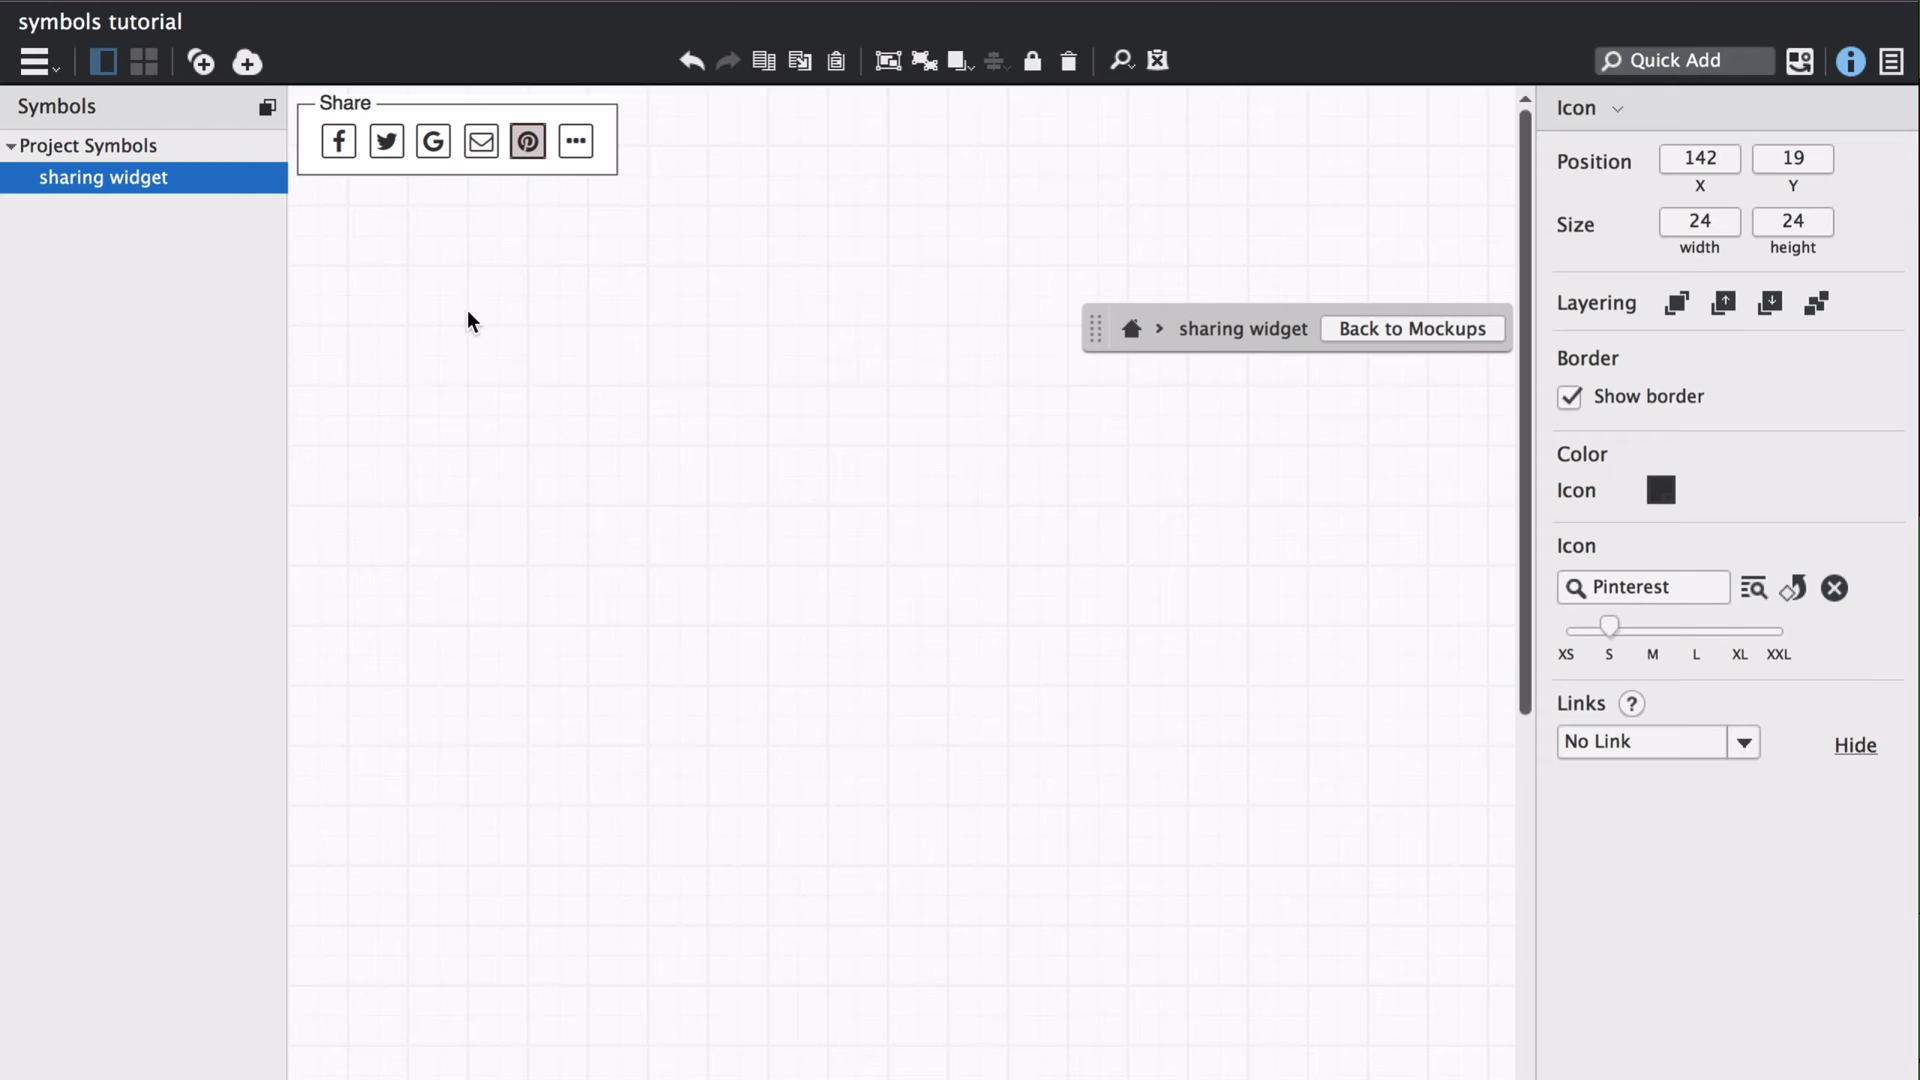 symbols tutorial
Quick Add
Symbols
Project Symbols
sharing widget
Share
sharing widget
Back to Mockups
Icon
Position 142 19
X Y
Size 24 24
width height
Layering
Border
Show border
Color
Icon
Icon
Pinterest
XS S M L XL XXL
Links ?
No Link
Hide